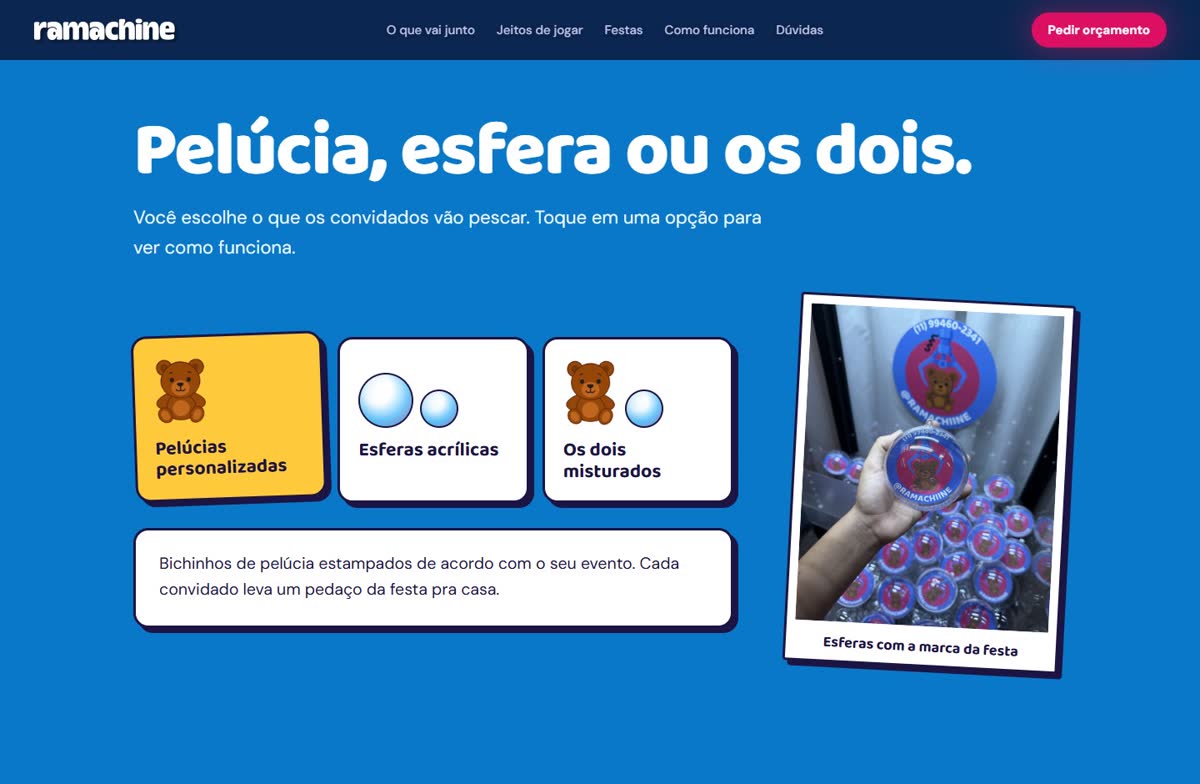 ramachine
O que vai junto
Jeitos de jogar
Festas
Como funciona
Dúvidas
Pedir orçamento
Pelúcia, esfera ou os dois.
Você escolhe o que os convidados vão pescar. Toque em uma opção para
ver como funciona.
Pelúcias
personalizadas
Esferas acrílicas
Os dois
misturados
Bichinhos de pelúcia estampados de acordo com o seu evento. Cada
convidado leva um pedaço da festa pra casa.
(11) 99460-2341
@RAMACHIINE
@RAMACHIINE
Esferas com a marca da festa